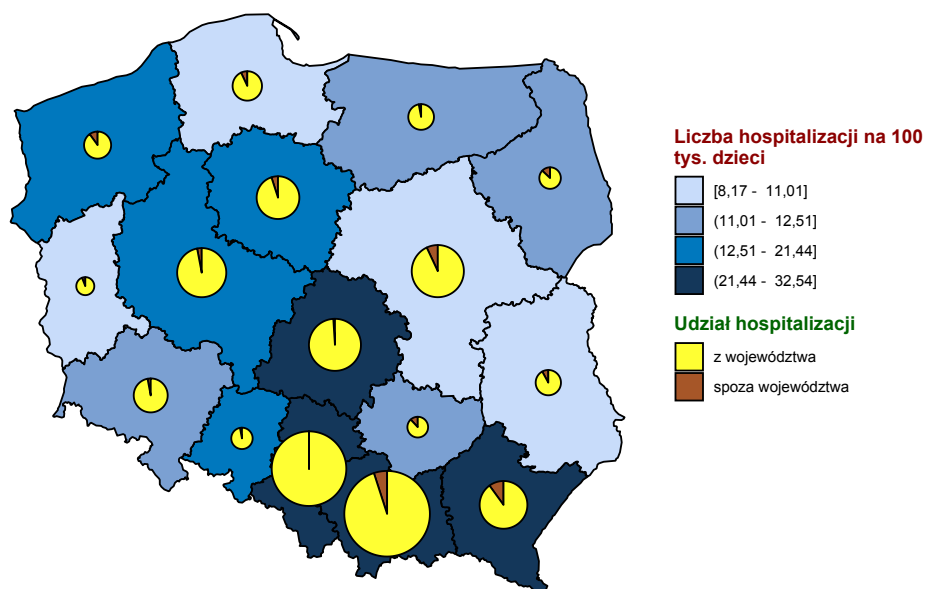 Liczba hospitalizacji na 100
tys. dzieci
[8,17 - 11,01]
(11,01 - 12,51]
(12,51 - 21,44]
(21,44 - 32,54]
Udział hospitalizacji
z województwa
spoza województwa